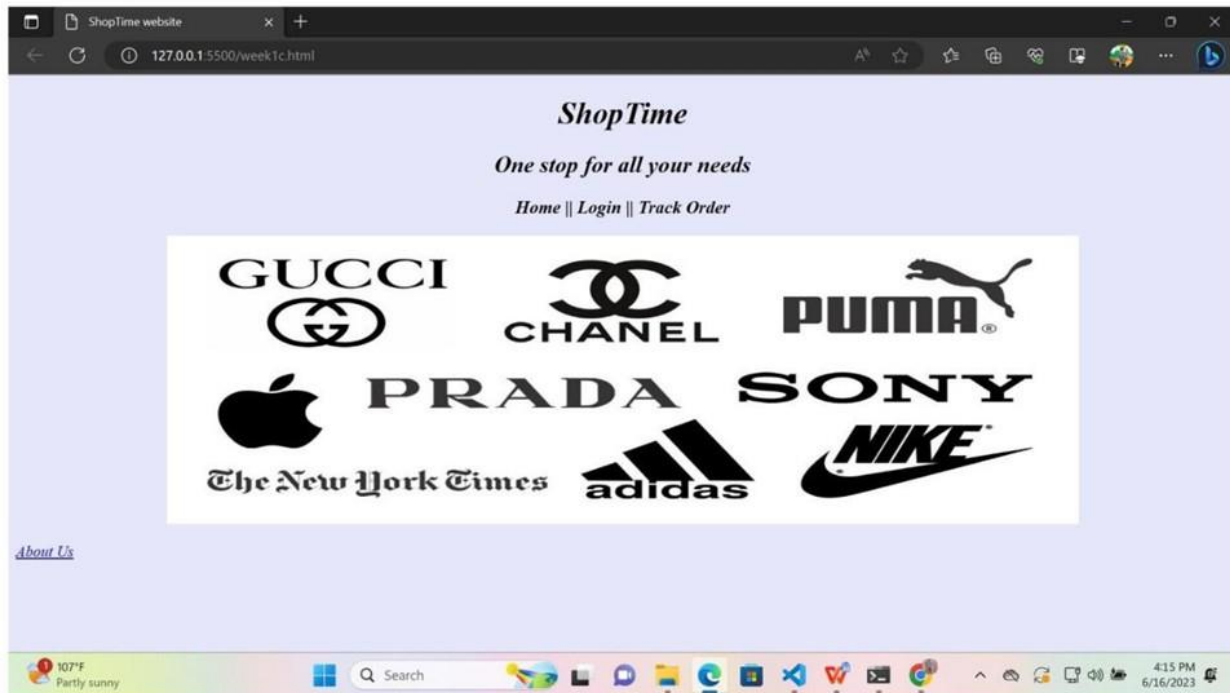 ShopTime website
127.0.0.1:5500/week1c.html
ShopTime
One stop for all your needs
Home || Login || Track Order
GUCCI
CHANEL
PUMA®
PRADA
SONY
NIKE
The New York Times
adidas
About Us
1
107°F
Partly sunny
Search
4:15 PM
6/16/2023